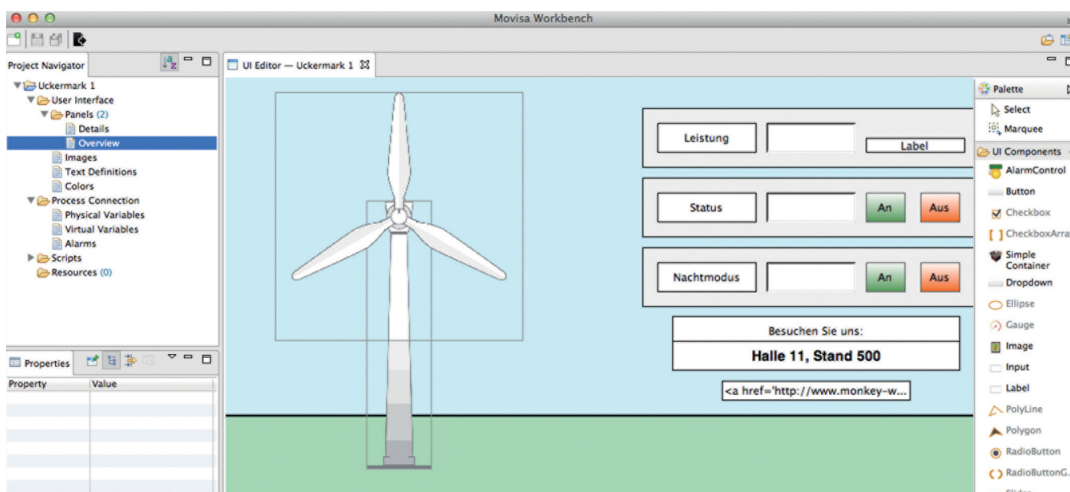 Movisa Workbench
Project Navigator
Uckermark 1
User Interface
Panels (2)
Details
Overview
Images
Text Definitions
Colors
Process Connection
Physical Variables
Virtual Variables
Alarms
Scripts
Resources (0)
Properties
Property Value
UI Editor — Uckermark 1
Leistung
Label
Status
An Aus
Nachtmodus
An Aus
Besuchen Sie uns:
Halle 11, Stand 500
<a href='http://www.monkey-w...
Palette
Select
Marquee
UI Components
AlarmControl
Button
Checkbox
CheckboxArra
Simple
Container
Dropdown
Ellipse
Gauge
Image
Input
Label
PolyLine
Polygon
RadioButton
RadioButtonG.